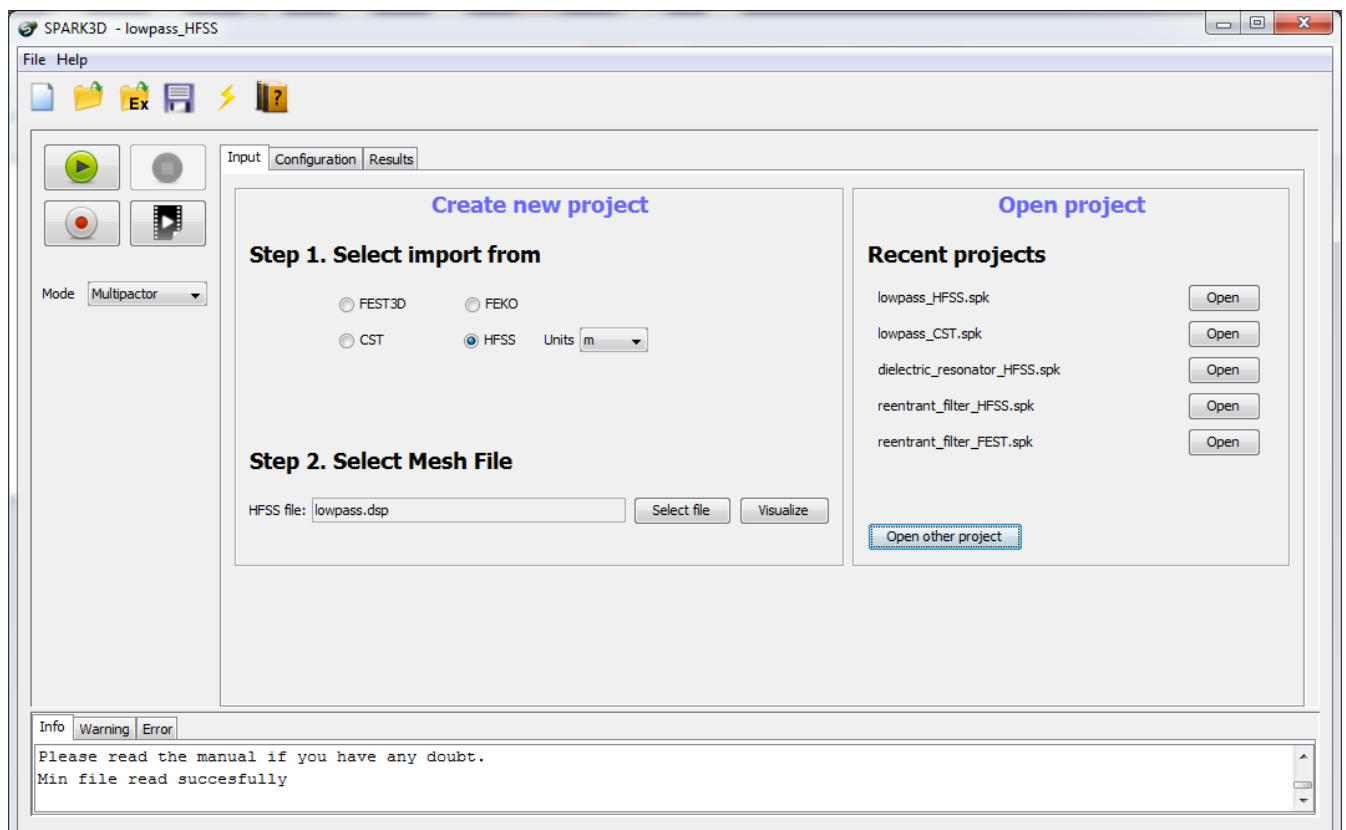 SPARK3D - lowpass_HFSS
File Help
Ex
?
Input Configuration Results
Mode Multipactor
Create new project
Step 1. Select import from
FEST3D FEKO
CST HFSS Units m
Step 2. Select Mesh File
HFSS file: lowpass.dsp Select file Visualize
Open project
Recent projects
lowpass_HFSS.spk Open
lowpass_CST.spk Open
dielectric_resonator_HFSS.spk Open
reentrant_filter_HFSS.spk Open
reentrant_filter_FEST.spk Open
Open other project
Info Warning Error
Please read the manual if you have any doubt.
Min file read succesfully